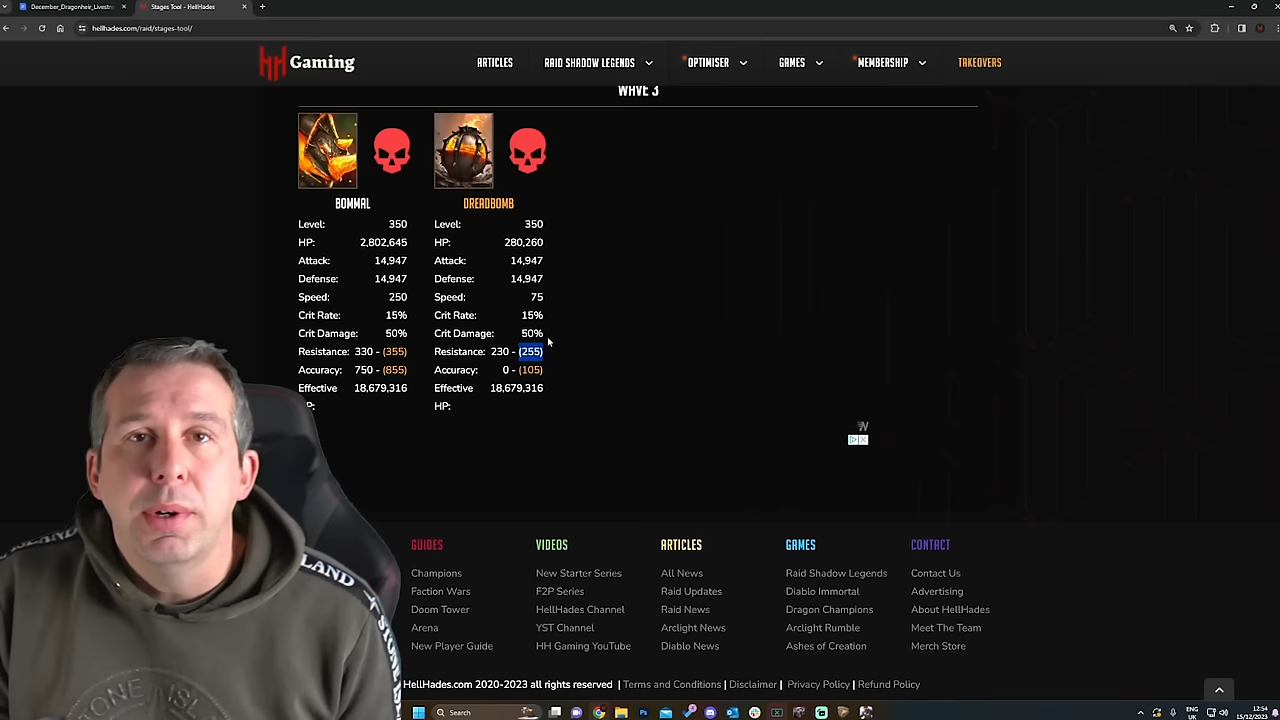 December_Dragonheir_Livestr
Stages Tool - HellHades
hellhades.com/raid/stages-tool/
HH Gaming
ARTICLES
RAID SHADOW LEGENDS
OPTIMISER
GAMES
MEMBERSHIP
TAKEOVERS
WAVE 3
BOMMAL
Level: 350
HP: 2,802,645
Attack: 14,947
Defense: 14,947
Speed: 250
Crit Rate: 15%
Crit Damage: 50%
Resistance: 330 - (355)
Accuracy: 750 - (855)
Effective 18,679,316
P:
DREADBOMB
Level: 350
HP: 280,260
Attack: 14,947
Defense: 14,947
Speed: 75
Crit Rate: 15%
Crit Damage: 50%
Resistance: 230 - (255)
Accuracy: 0 - (105)
Effective 18,679,316
HP:
GUIDES
Champions
Faction Wars
Doom Tower
Arena
New Player Guide
VIDEOS
New Starter Series
F2P Series
HellHades Channel
YST Channel
HH Gaming YouTube
ARTICLES
All News
Raid Updates
Raid News
Arclight News
Diablo News
GAMES
Raid Shadow Legends
Diablo Immortal
Dragon Champions
Arclight Rumble
Ashes of Creation
CONTACT
Contact Us
Advertising
About HellHades
Meet The Team
Merch Store
HellHades.com 2020-2023 all rights reserved | Terms and Conditions | Disclaimer | Privacy Policy | Refund Policy
Search
ENG
UK
12:54
15/12/2023